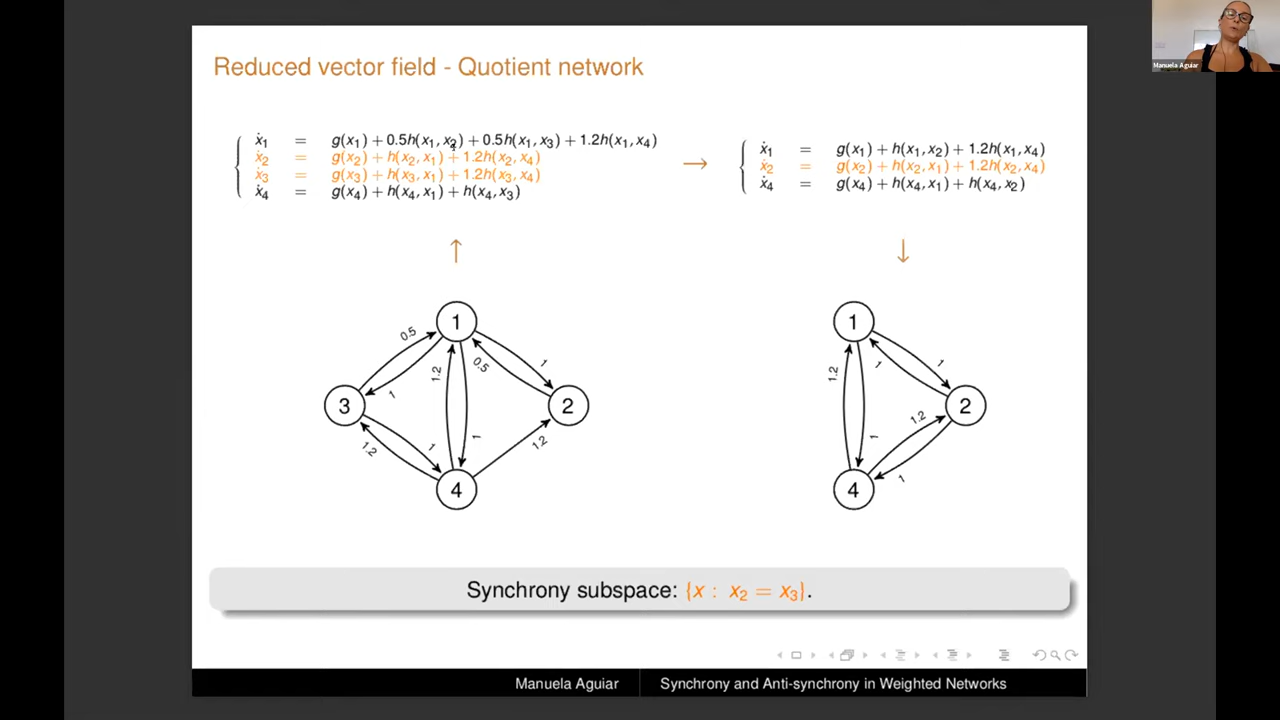 Manuela Aguiar
Reduced vector field - Quotient network
ẋ₁ = g(x₁) + 0.5h(x₁, x₂) + 0.5h(x₁, x₃) + 1.2h(x₁, x₄)
ẋ₂ = g(x₂) + h(x₂, x₁) + 1.2h(x₂, x₄)
ẋ₃ = g(x₃) + h(x₃, x₁) + 1.2h(x₃, x₄)
ẋ₄ = g(x₄) + h(x₄, x₁) + h(x₄, x₃)
→
ẋ₁ = g(x₁) + h(x₁, x₂) + 1.2h(x₁, x₄)
ẋ₂ = g(x₂) + h(x₂, x₁) + 1.2h(x₂, x₄)
ẋ₄ = g(x₄) + h(x₄, x₁) + h(x₄, x₂)
↑
↓
1
0.5
1
1.2
0.5
1
3
2
1.2
1
1
1.2
4
1
1
1
1.2
2
1.2
1
1
4
Synchrony subspace: {x : x₂ = x₃}.
Manuela Aguiar
Synchrony and Anti-synchrony in Weighted Networks